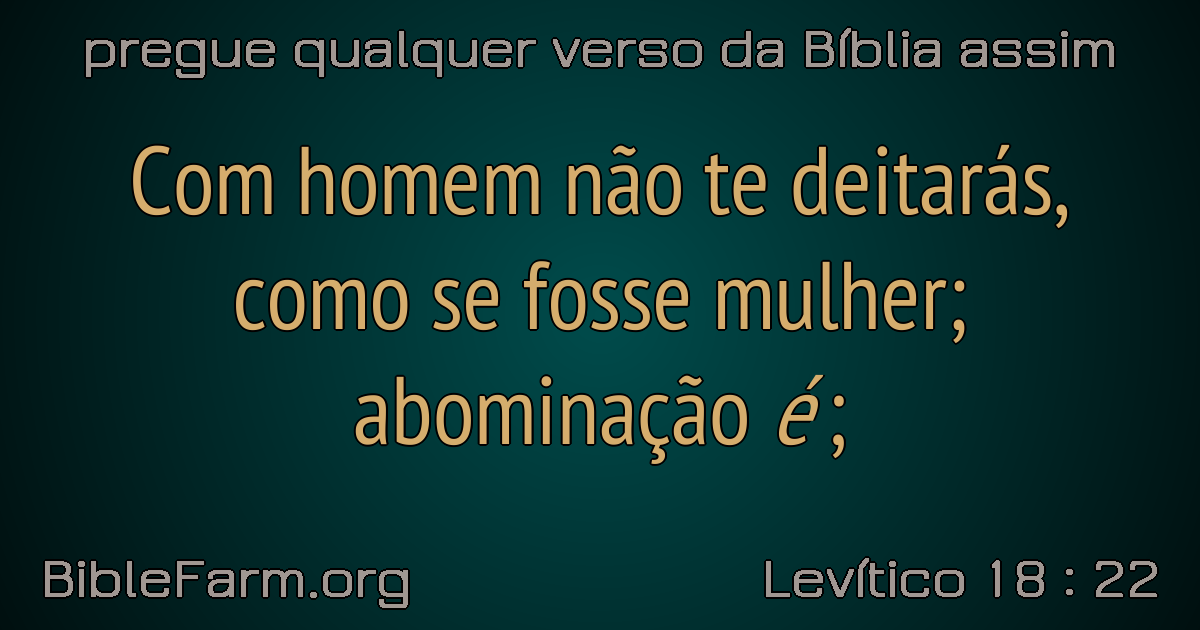 pregue qualquer verso da Bíblia assim
Com homem não te deitarás,
como se fosse mulher;
abominação é;
BibleFarm.org
Levítico 18 : 22